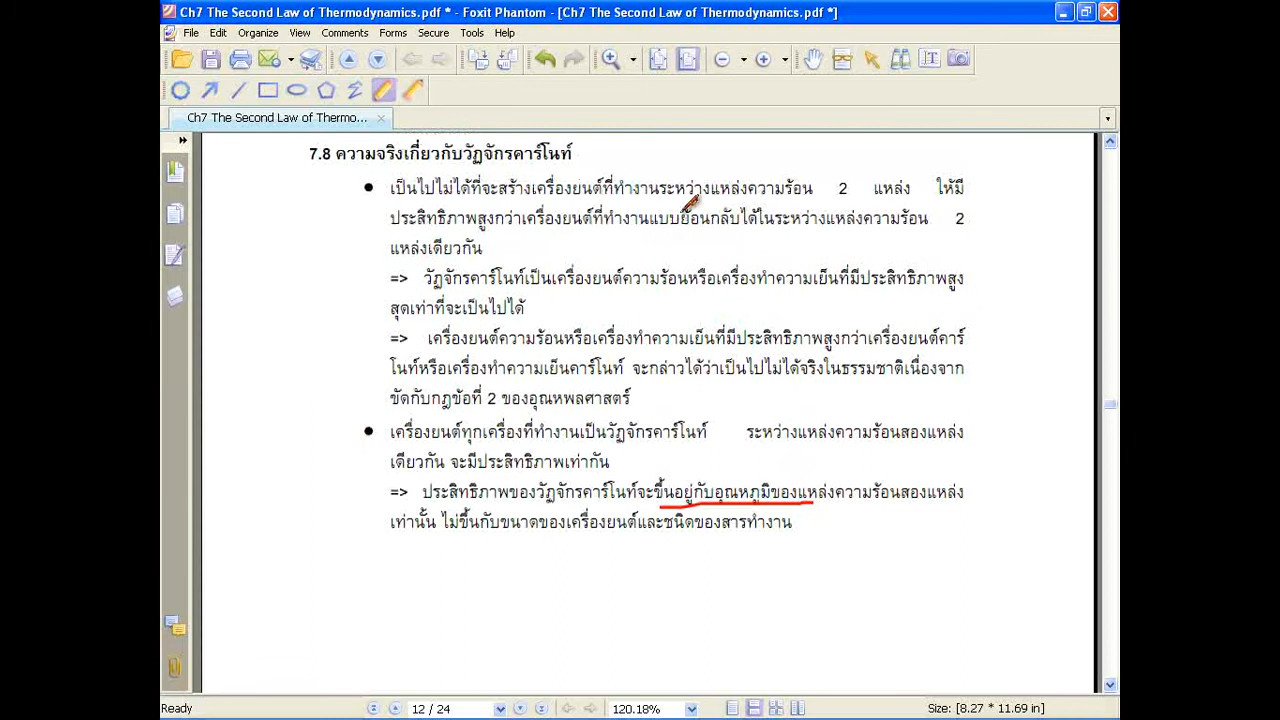 Ch7 The Second Law of Thermodynamics.pdf * - Foxit Phantom - [Ch7 The Second Law of Thermodynamics.pdf *]
File Edit Organize View Comments Forms Secure Tools Help
Ch7 The Second Law of Thermo...
7.8 ความจริงเกี่ยวกับวัฏจักรคาร์โนท์
● เป็นไปไม่ได้ที่จะสร้างเครื่องยนต์ที่ทำงานระหว่างแหล่งความร้อน 2 แหล่ง ให้มี
ประสิทธิภาพสูงกว่าเครื่องยนต์ที่ทำงานแบบย้อนกลับได้ในระหว่างแหล่งความร้อน 2
แหล่งเดียวกัน
=> วัฏจักรคาร์โนท์เป็นเครื่องยนต์ความร้อนหรือเครื่องทำความเย็นที่มีประสิทธิภาพสูง
สุดเท่าที่จะเป็นไปได้
=> เครื่องยนต์ความร้อนหรือเครื่องทำความเย็นที่มีประสิทธิภาพสูงกว่าเครื่องยนต์คาร์
โนท์หรือเครื่องทำความเย็นคาร์โนท์ จะกล่าวได้ว่าเป็นไปไม่ได้จริงในธรรมชาติเนื่องจาก
ขัดกับกฎข้อที่ 2 ของอุณหพลศาสตร์
● เครื่องยนต์ทุกเครื่องที่ทำงานเป็นวัฏจักรคาร์โนท์ ระหว่างแหล่งความร้อนสองแหล่ง
เดียวกัน จะมีประสิทธิภาพเท่ากัน
=> ประสิทธิภาพของวัฏจักรคาร์โนท์จะขึ้นอยู่กับอุณหภูมิของแหล่งความร้อนสองแหล่ง
เท่านั้น ไม่ขึ้นกับขนาดของเครื่องยนต์และชนิดของสารทำงาน
Ready 12 / 24 120.18% Size: [8.27 * 11.69 inch]